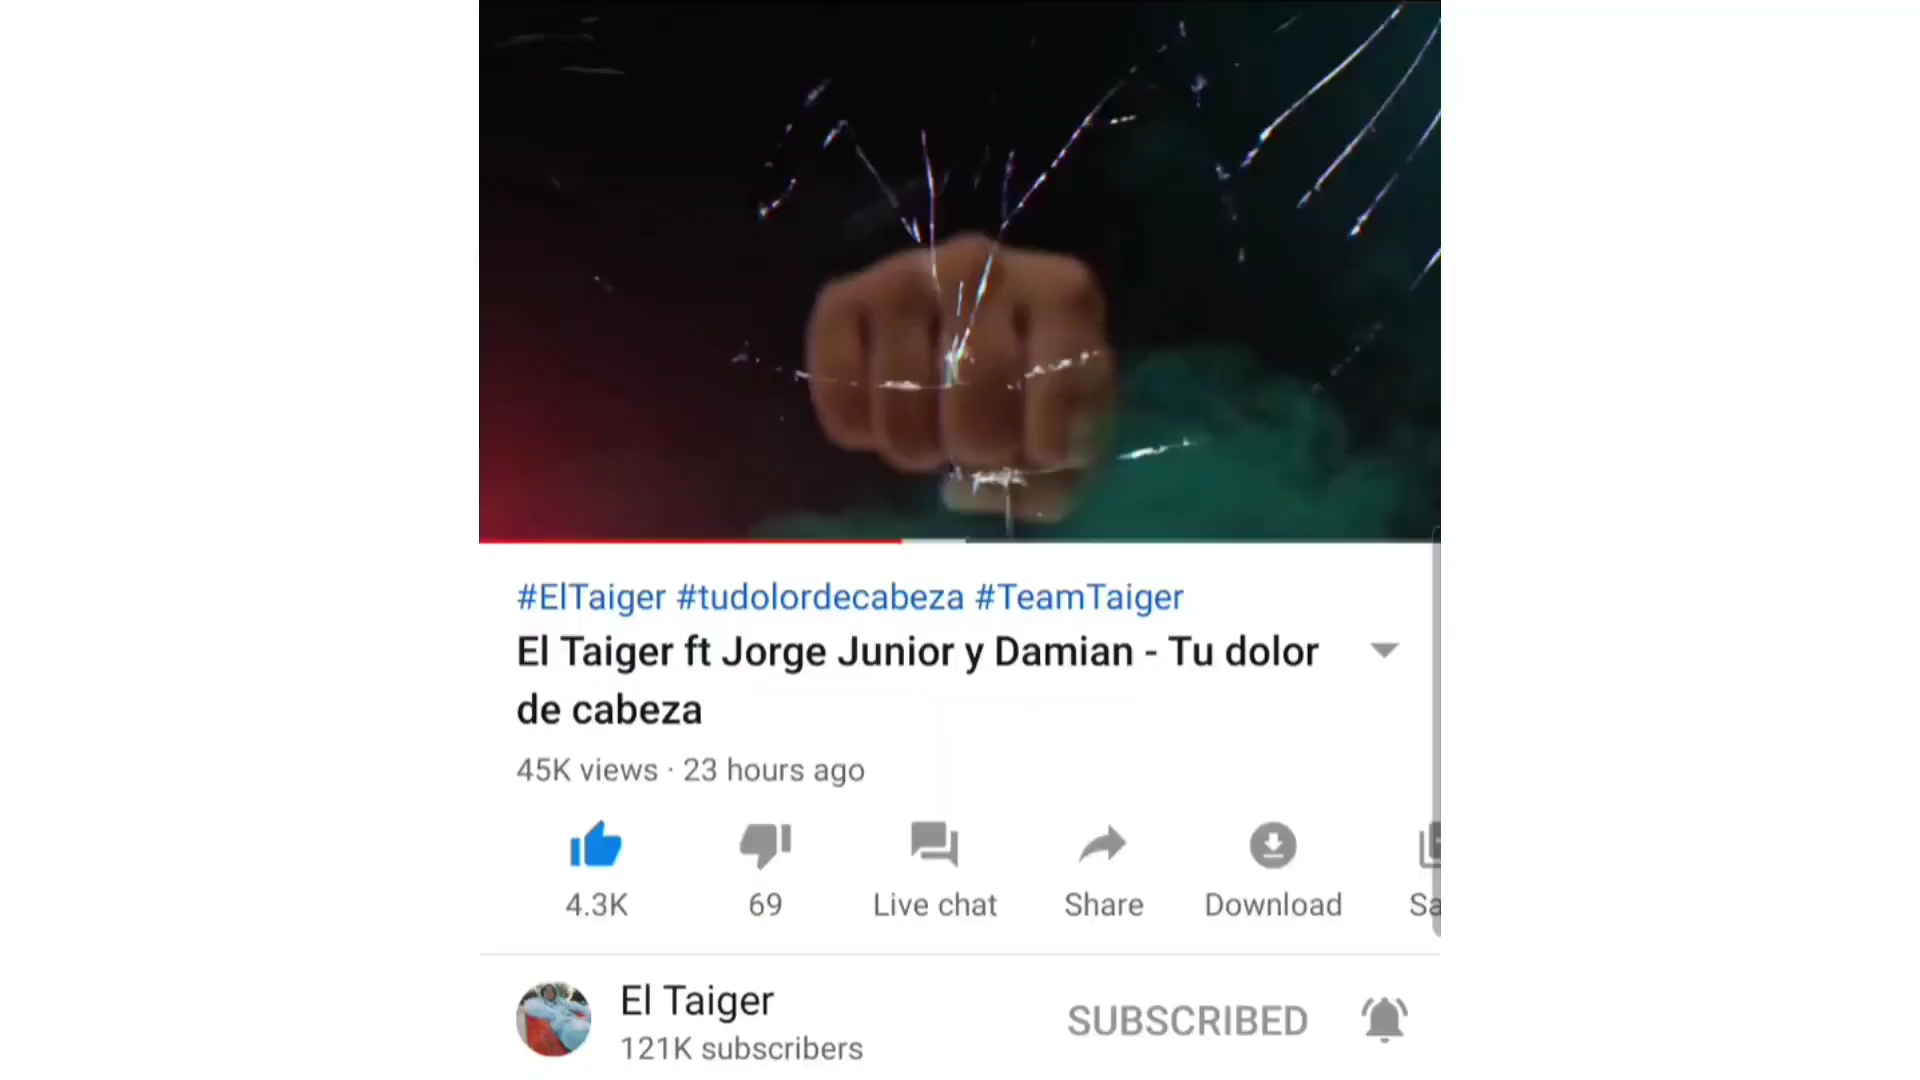 #ElTaiger #tudolordecabeza #TeamTaiger
El Taiger ft Jorge Junior y Damian - Tu dolor
de cabeza
45K views · 23 hours ago
4.3K 69 Live chat Share Download Sa
El Taiger
SUBSCRIBED
121K subscribers